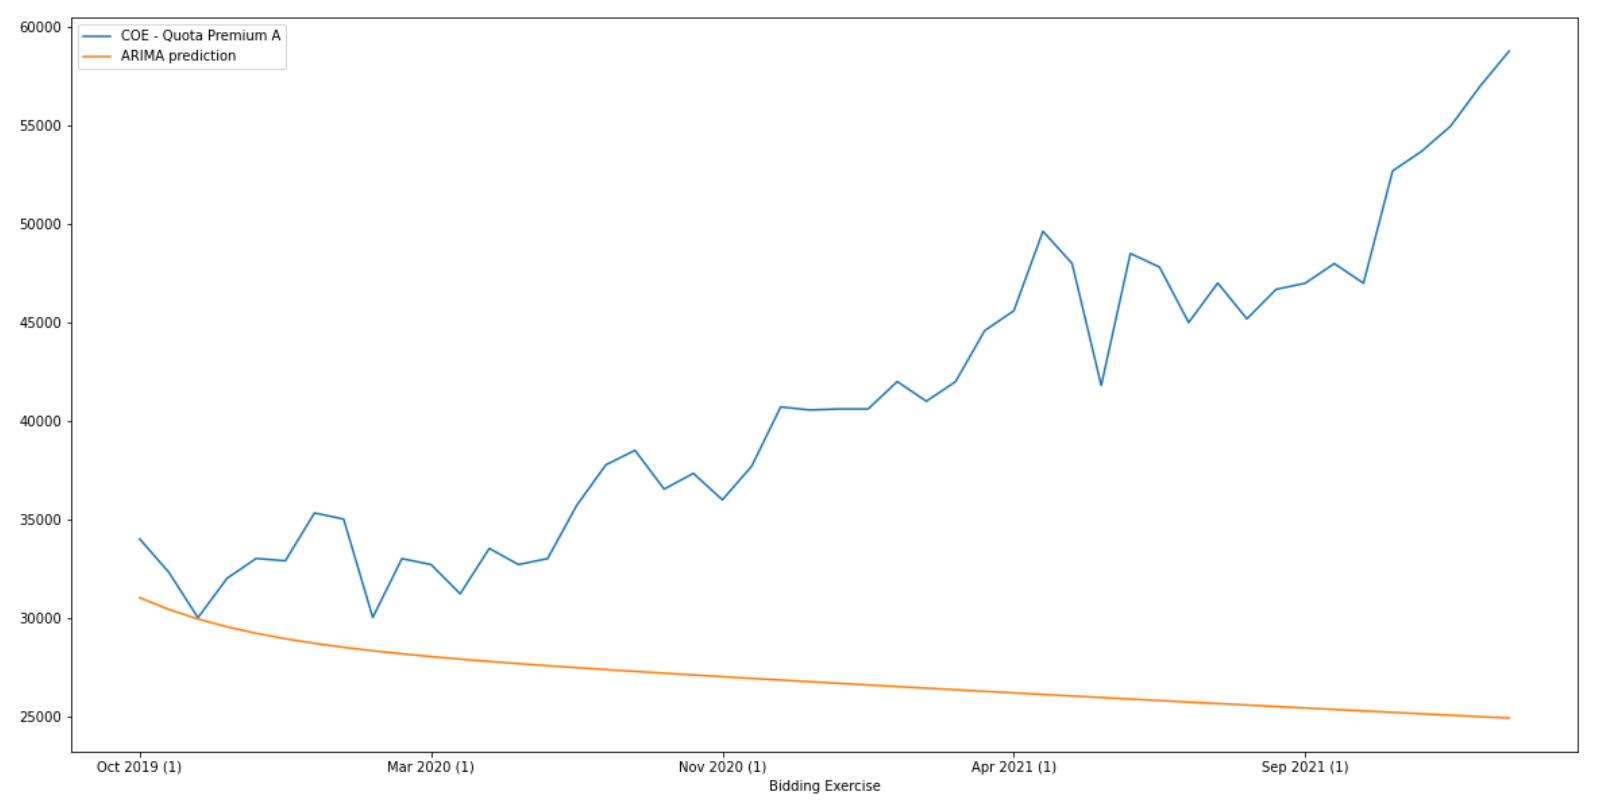 COE - Quota Premium A
ARIMA prediction
60000
55000
50000
45000
40000
35000
30000
25000
Oct 2019 (1) Mar 2020 (1) Nov 2020 (1) Apr 2021 (1) Sep 2021 (1)
Bidding Exercise